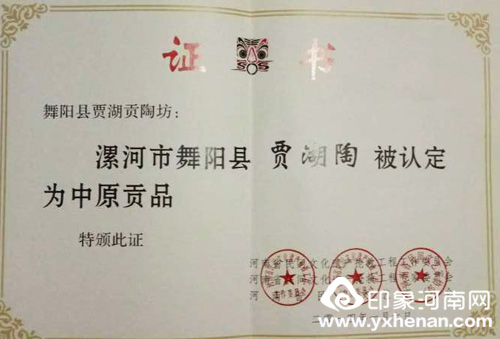 证 书
舞阳县贾湖贡陶坊：
漯河市舞阳县 贾湖陶 被认定
为中原贡品
特颁此证
印象河南网
www.yxhenan.com